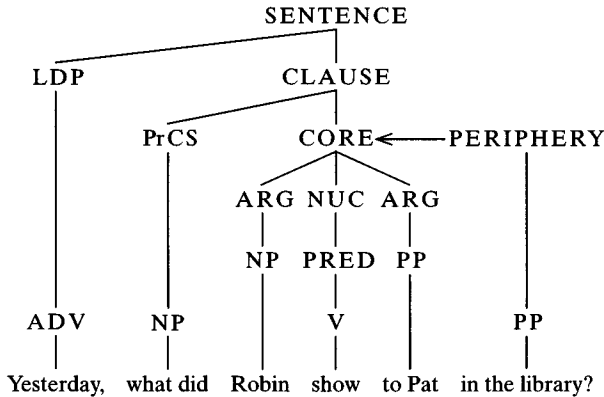 SENTENCE
LDP CLAUSE
PrCS CORE PERIPHERY
ARG NUC ARG
NP PRED PP
ADV NP V PP
Yesterday, what did Robin show to Pat in the library?